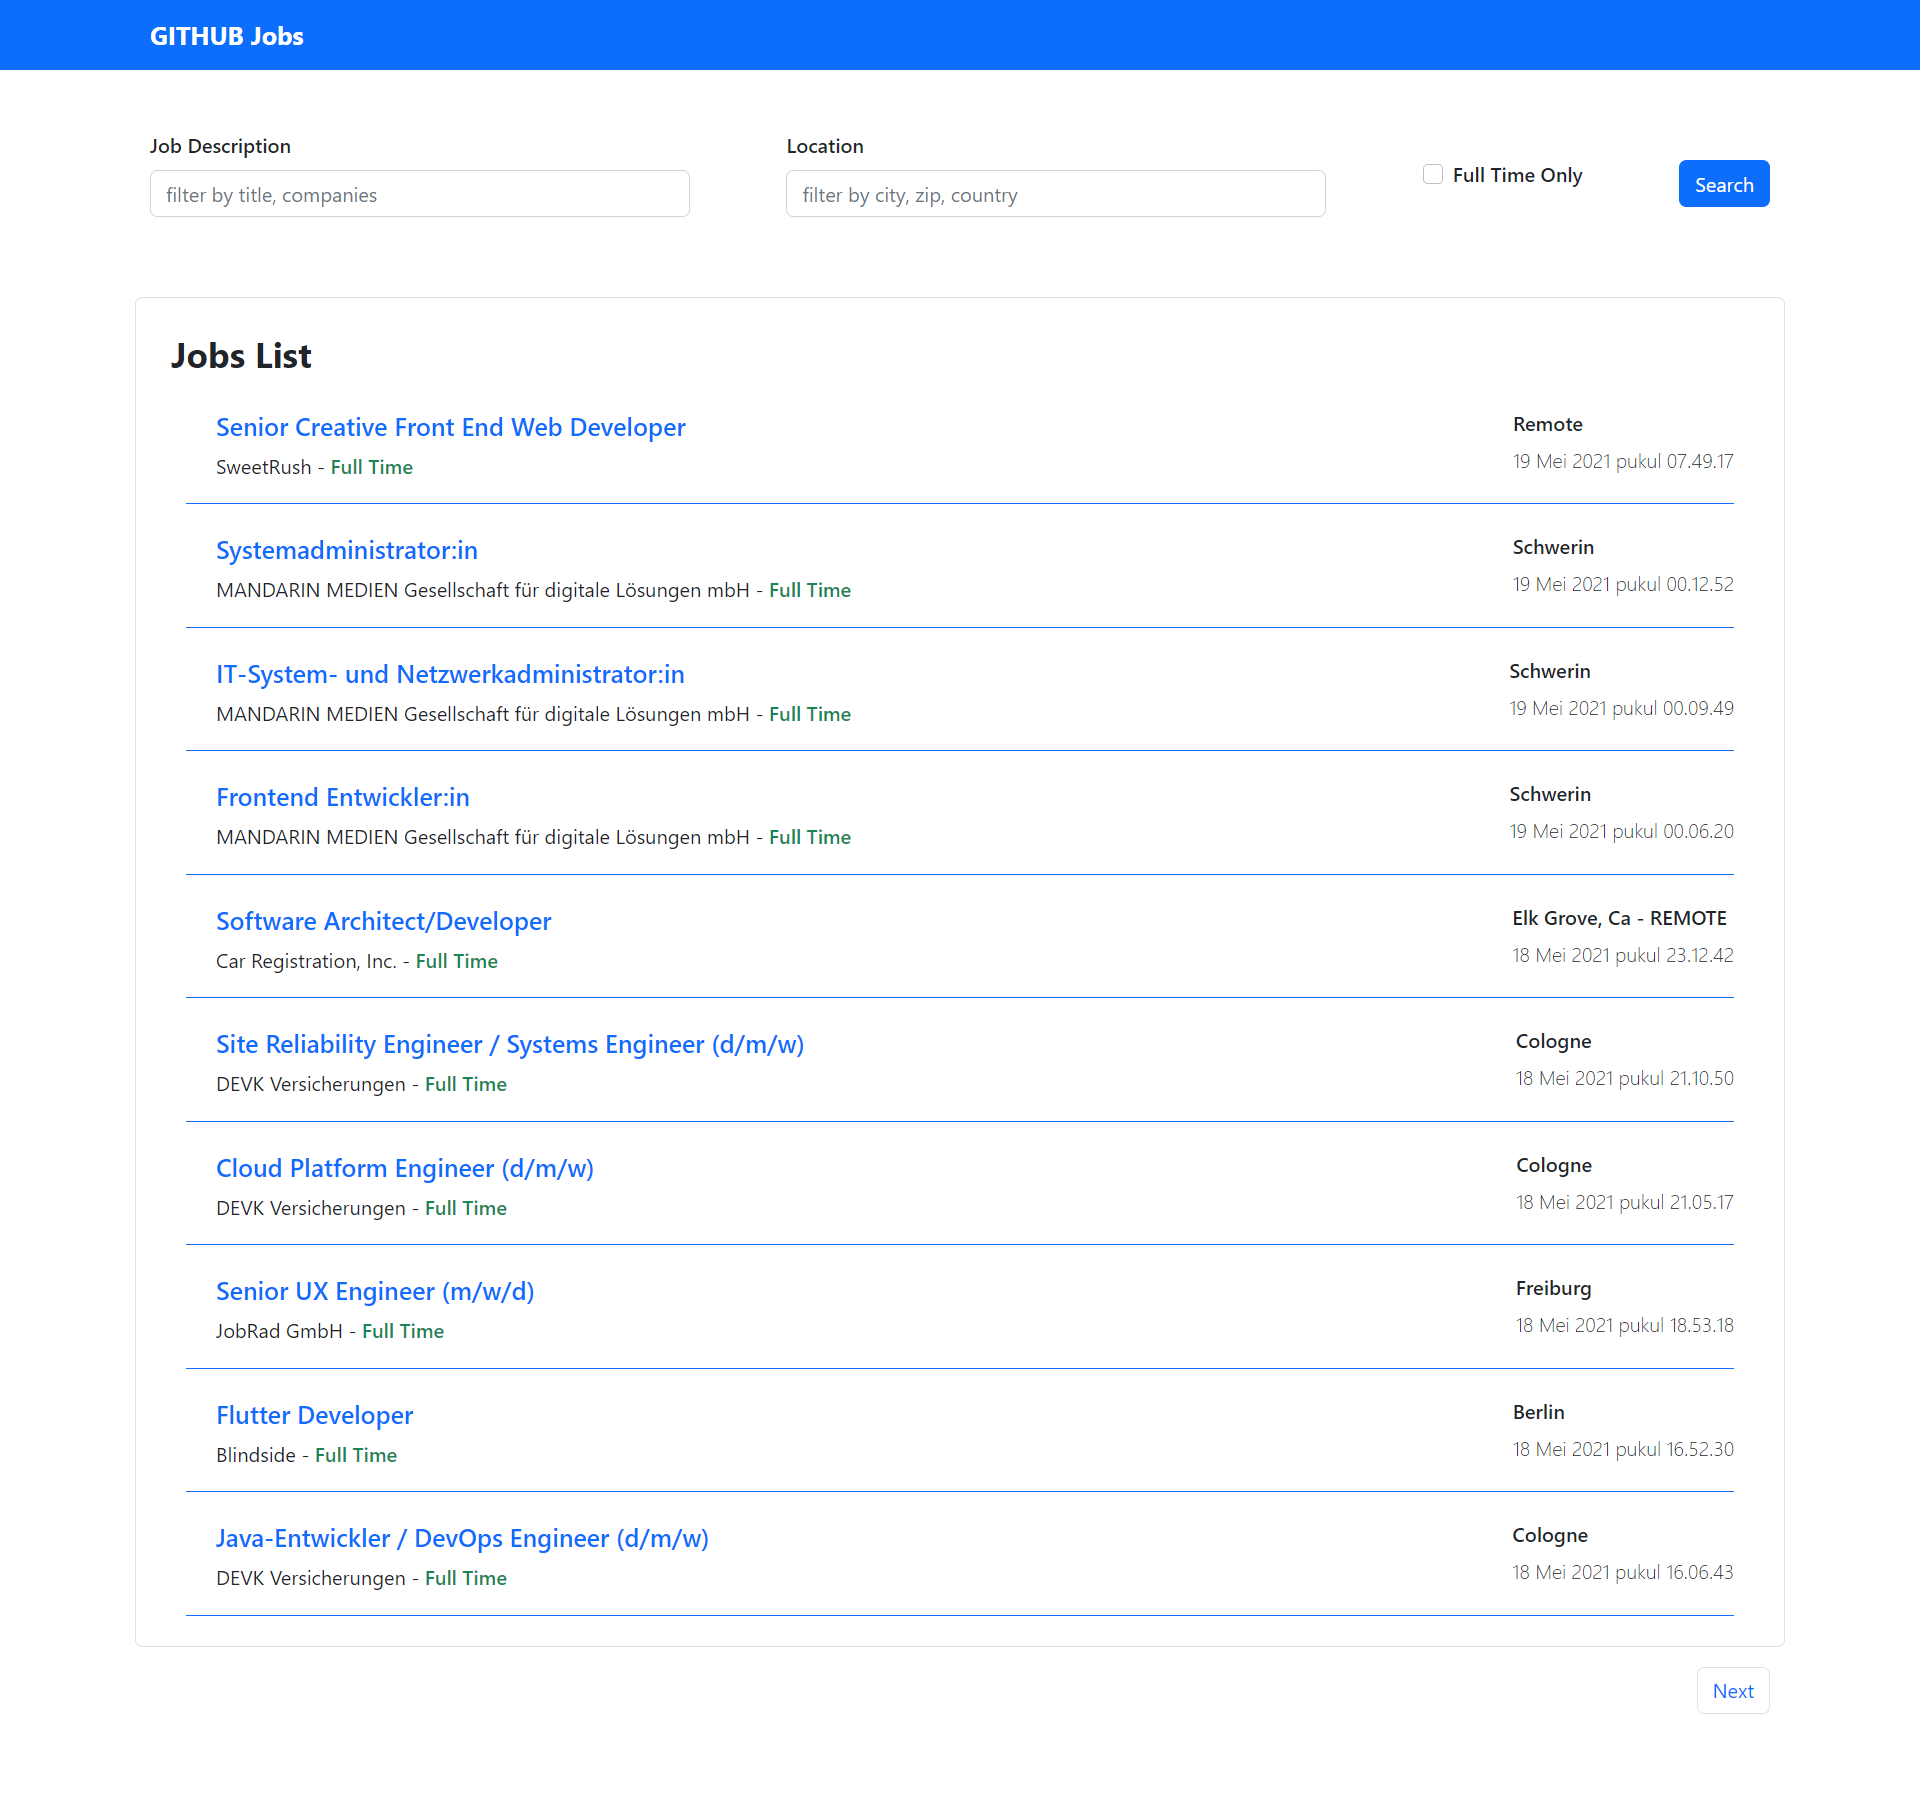 GITHUB Jobs
Job Description
filter by title, companies
Location
filter by city, zip, country
Full Time Only
Search
Jobs List
Senior Creative Front End Web Developer
SweetRush - Full Time
Remote
19 Mei 2021 pukul 07.49.17
Systemadministrator:in
MANDARIN MEDIEN Gesellschaft für digitale Lösungen mbH - Full Time
Schwerin
19 Mei 2021 pukul 00.12.52
IT-System- und Netzwerkadministrator:in
MANDARIN MEDIEN Gesellschaft für digitale Lösungen mbH - Full Time
Schwerin
19 Mei 2021 pukul 00.09.49
Frontend Entwickler:in
MANDARIN MEDIEN Gesellschaft für digitale Lösungen mbH - Full Time
Schwerin
19 Mei 2021 pukul 00.06.20
Software Architect/Developer
Car Registration, Inc. - Full Time
Elk Grove, Ca - REMOTE
18 Mei 2021 pukul 23.12.42
Site Reliability Engineer / Systems Engineer (d/m/w)
DEVK Versicherungen - Full Time
Cologne
18 Mei 2021 pukul 21.10.50
Cloud Platform Engineer (d/m/w)
DEVK Versicherungen - Full Time
Cologne
18 Mei 2021 pukul 21.05.17
Senior UX Engineer (m/w/d)
JobRad GmbH - Full Time
Freiburg
18 Mei 2021 pukul 18.53.18
Flutter Developer
Blindside - Full Time
Berlin
18 Mei 2021 pukul 16.52.30
Java-Entwickler / DevOps Engineer (d/m/w)
DEVK Versicherungen - Full Time
Cologne
18 Mei 2021 pukul 16.06.43
Next